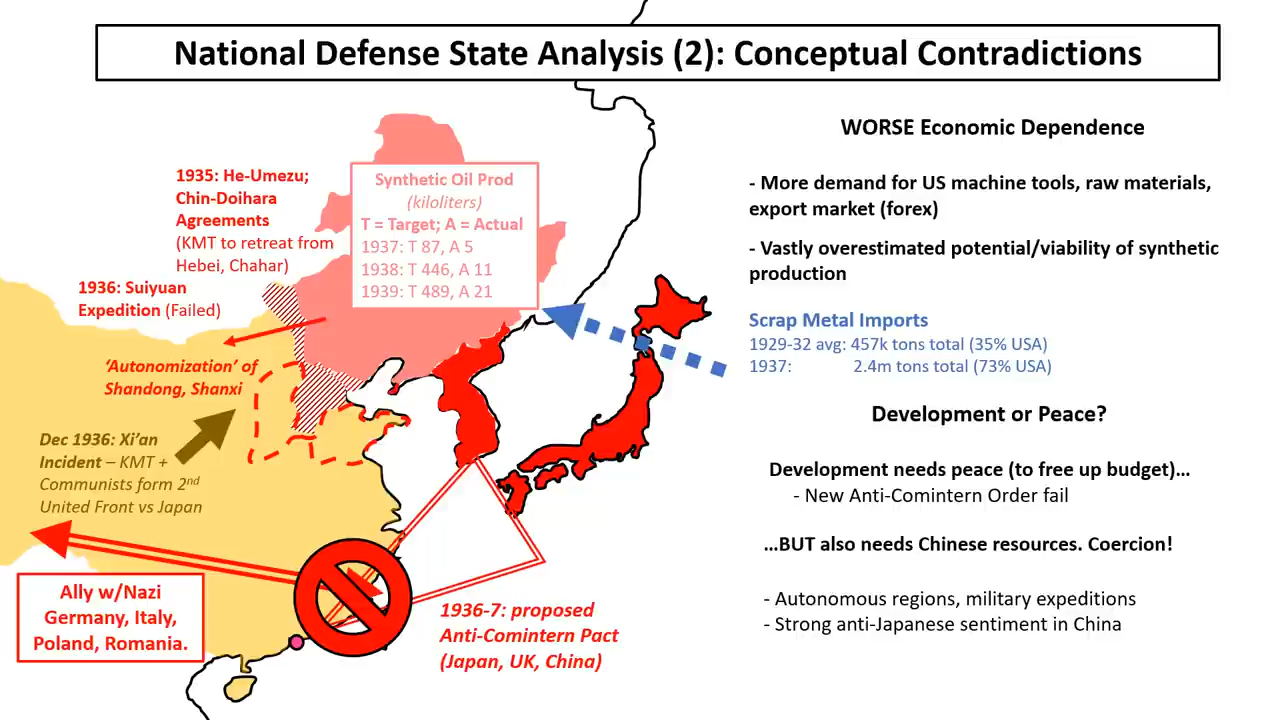 National Defense State Analysis (2): Conceptual Contradictions
1935: He-Umezu;
Chin-Doihara
Agreements
(KMT to retreat from
Hebei, Chahar)
1936: Suiyuan
Expedition (Failed)
Synthetic Oil Prod
(kiloliters)
T = Target; A = Actual
1937: T 87, A 5
1938: T 446, A 11
1939: T 489, A 21
'Autonomization' of
Shandong, Shanxi
Dec 1936: Xi'an
Incident – KMT +
Communists form 2nd
United Front vs Japan
Ally w/Nazi
Germany, Italy,
Poland, Romania.
1936-7: proposed
Anti-Comintern Pact
(Japan, UK, China)
WORSE Economic Dependence
- More demand for US machine tools, raw materials,
export market (forex)
- Vastly overestimated potential/viability of synthetic
production
Scrap Metal Imports
1929-32 avg: 457k tons total (35% USA)
1937: 2.4m tons total (73% USA)
Development or Peace?
Development needs peace (to free up budget)...
- New Anti-Comintern Order fail
...BUT also needs Chinese resources. Coercion!
- Autonomous regions, military expeditions
- Strong anti-Japanese sentiment in China